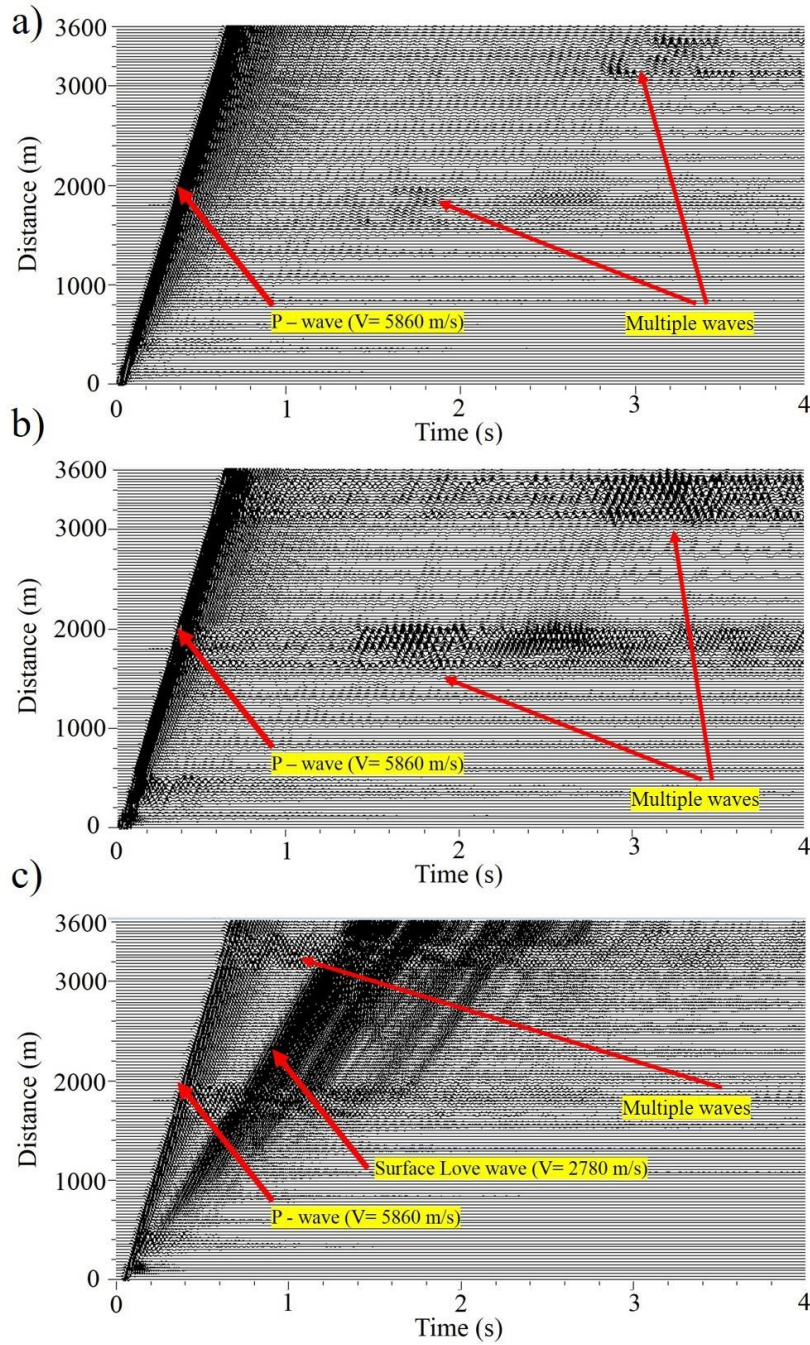 a)
3600
3000
2000
1000
0
Distance (m)
P – wave (V= 5860 m/s)
Multiple waves
0 1 2 3 4
Time (s)
b)
3600
3000
2000
1000
0
Distance (m)
P – wave (V= 5860 m/s)
Multiple waves
0 1 2 3 4
Time (s)
c)
3600
3000
2000
1000
0
Distance (m)
Multiple waves
Surface Love wave (V= 2780 m/s)
P - wave (V= 5860 m/s)
0 1 2 3 4
Time (s)